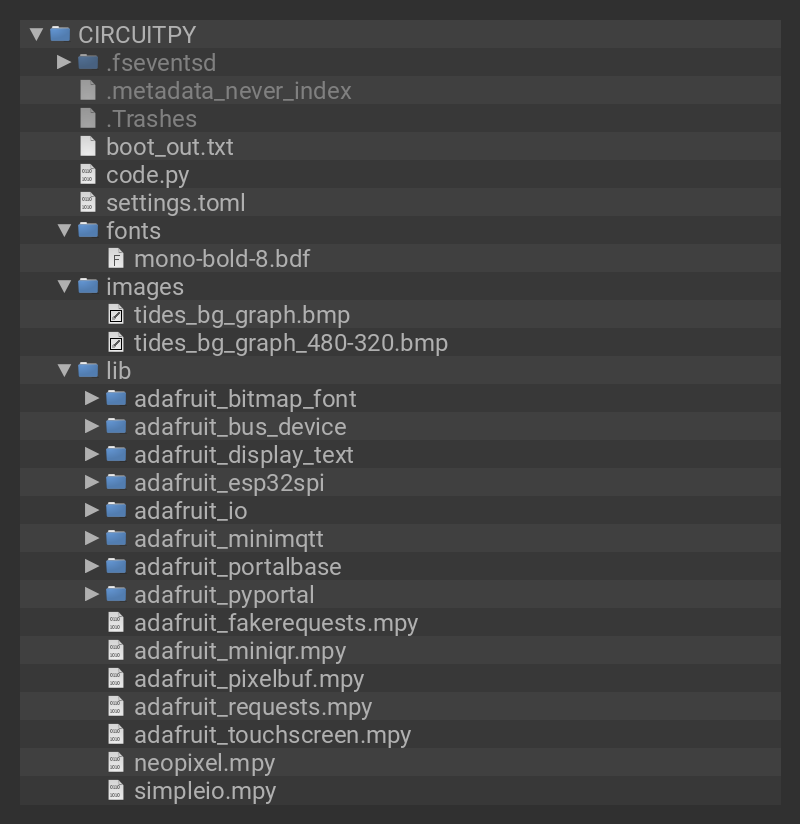 CIRCUITPY
.fseventsd
.metadata_never_index
.Trashes
boot_out.txt
code.py
settings.toml
fonts
mono-bold-8.bdf
images
tides_bg_graph.bmp
tides_bg_graph_480-320.bmp
lib
adafruit_bitmap_font
adafruit_bus_device
adafruit_display_text
adafruit_esp32spi
adafruit_io
adafruit_minimqtt
adafruit_portalbase
adafruit_pyportal
adafruit_fakerequests.mpy
adafruit_miniqr.mpy
adafruit_pixelbuf.mpy
adafruit_requests.mpy
adafruit_touchscreen.mpy
neopixel.mpy
simpleio.mpy